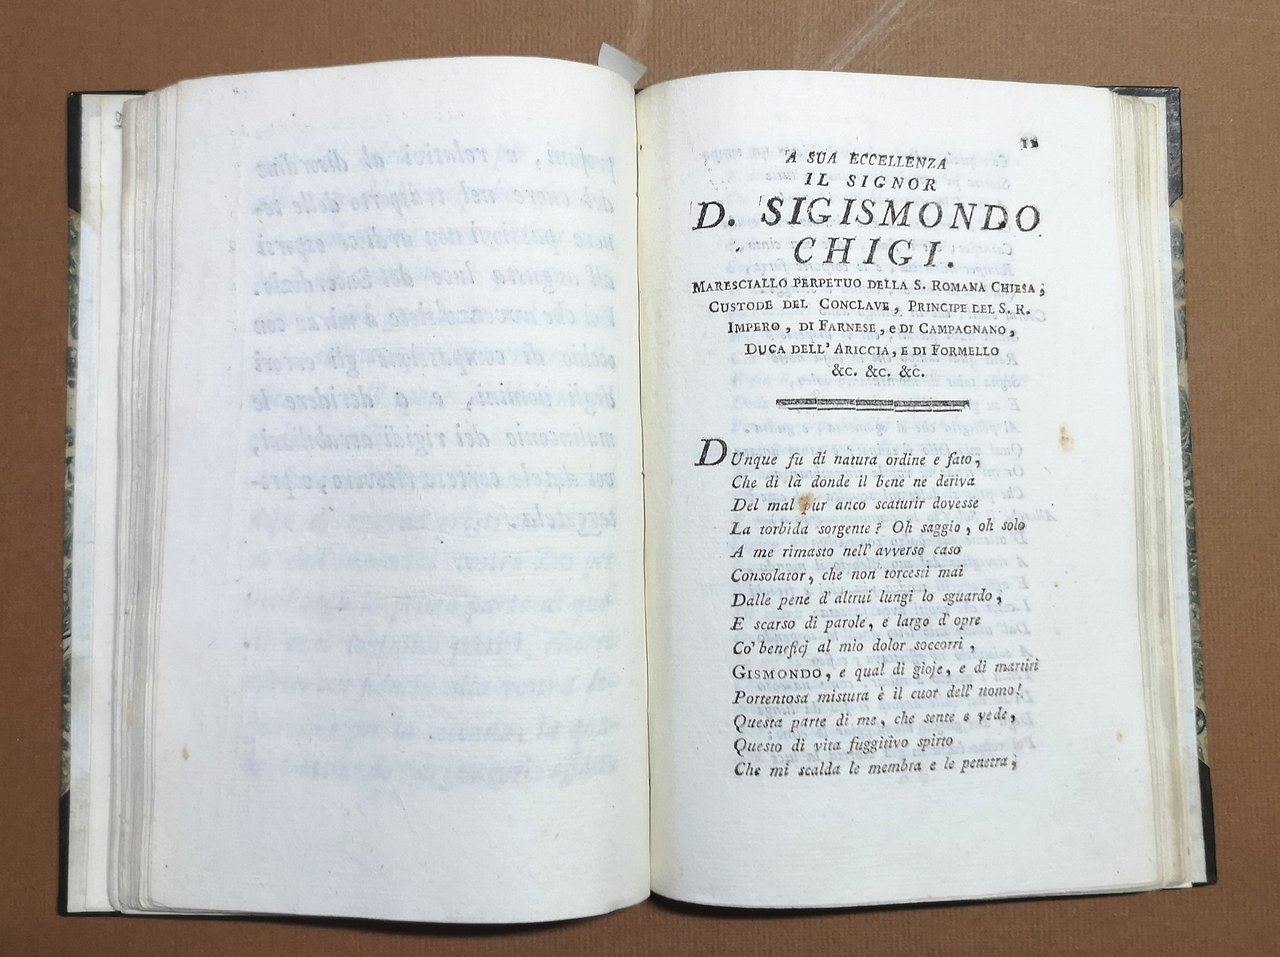 11
A SUA ECCELLENZA
IL SIGNOR
D. SIGISMONDO
CHIGI.
MARESCIALLO PERPETUO DELLA S. ROMANA CHIESA,
CUSTODE DEL CONCLAVE, PRINCIPE DEL S. R.
IMPERO, DI FARNESE, e DI CAMPAGNANO,
DUCA DELL' ARICCIA, E DI FORMELLO
&c. &c. &c.
DUnque fu di natura ordine e fato,
Che di là donde il bene ne deriva
Del mal pur anco scaturir dovesse
La torbida sorgente? Oh saggio, oh solo
A me rimasto nell' avverso caso
Consolator, che non torcesti mai
Dalle pene d'altrui lungi lo sguardo,
E scarso di parole, e largo d'opre
Co' beneficj al mio dolor soccorri,
GISMONDO, e qual di gioje, e di martiri
Portentosa mistura è il cuor dell' uomo!
Questa parte di me, che sente e vede,
Questo di vita fuggitivo spirto
Che mi scalda le membra e le penetra,